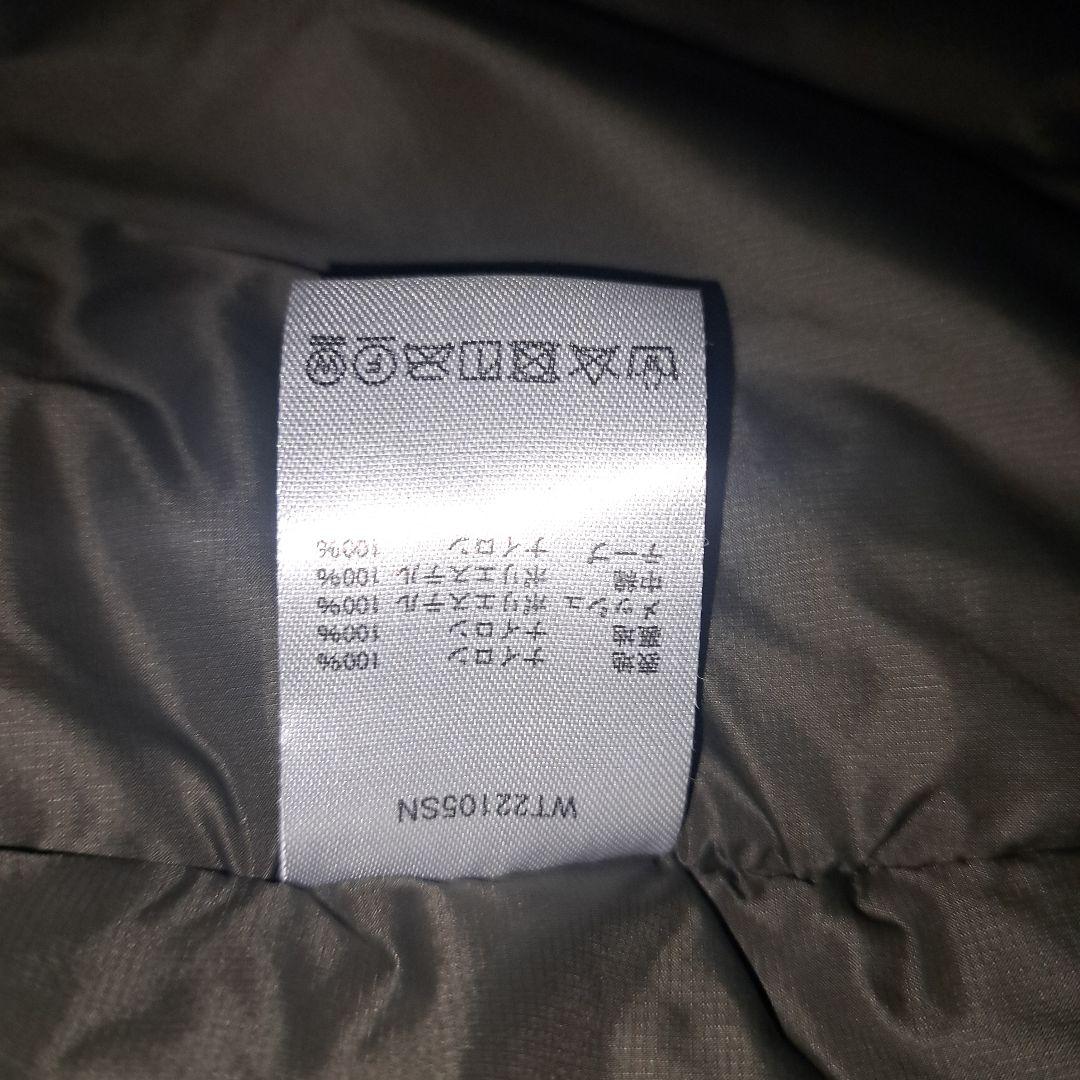 WT22105SN
表地 ナイロン 100%
裏地 ナイロン 100%
メッシュ ポリエステル 100%
中綿 ポリエステル 100%
テープ ナイロン 100%
F W